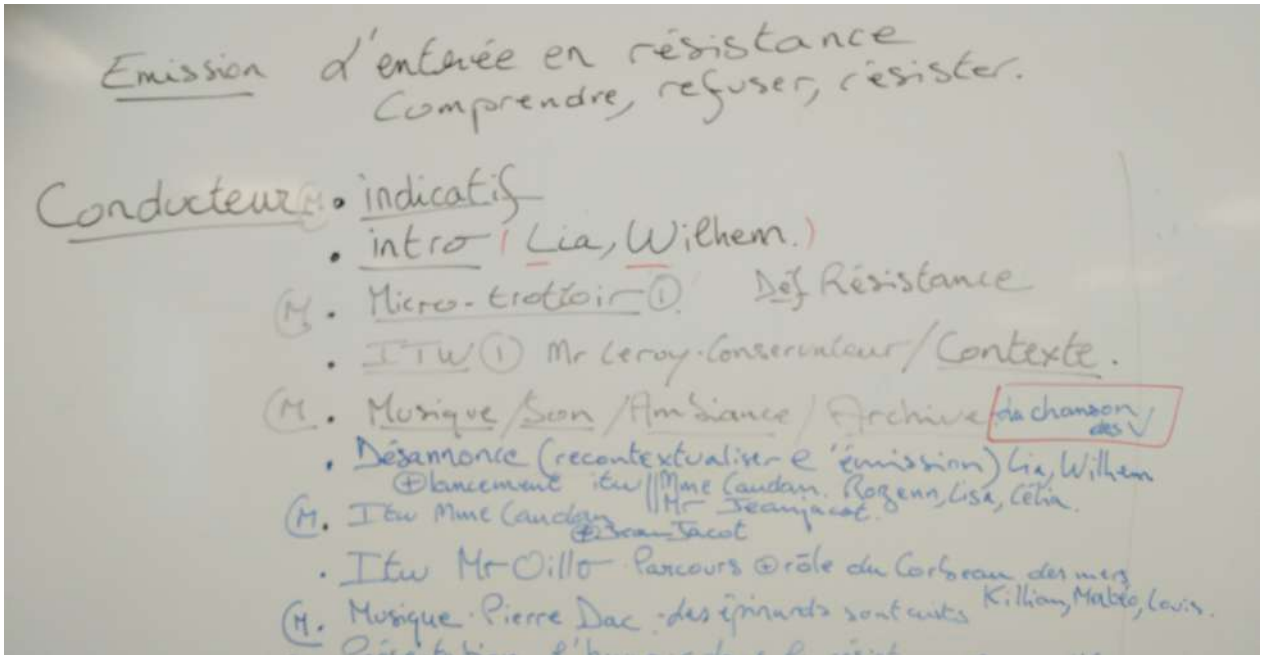 Emission d'entrée en résistance
Comprendre, refuser, résister.
Conducteur : • indicatif
• intro (Lia, Wilhem.)
(M. • Micro-trottoir ① Déf Résistance
• ITW ① Mr Leroy. Conservateur / Contexte.
(M. • Musique / Son / Ambiance / Archive chanson
des
• Désannonce (recontextualiser l'émission) Lia, Wilhem
⊕ lancement itw || Mme Caudan. Rozenn, Lisa, Célia.
Mr Jeanjacot.
(M. • Itw Mme Caudan
⊕ Jean Jacot
• Itw Mr Oillo Parcours ⊕ rôle du Corbeau des mers
Killian, Mabéo, Louis.
(M. • Musique. Pierre Dac. les épinards sont cuits